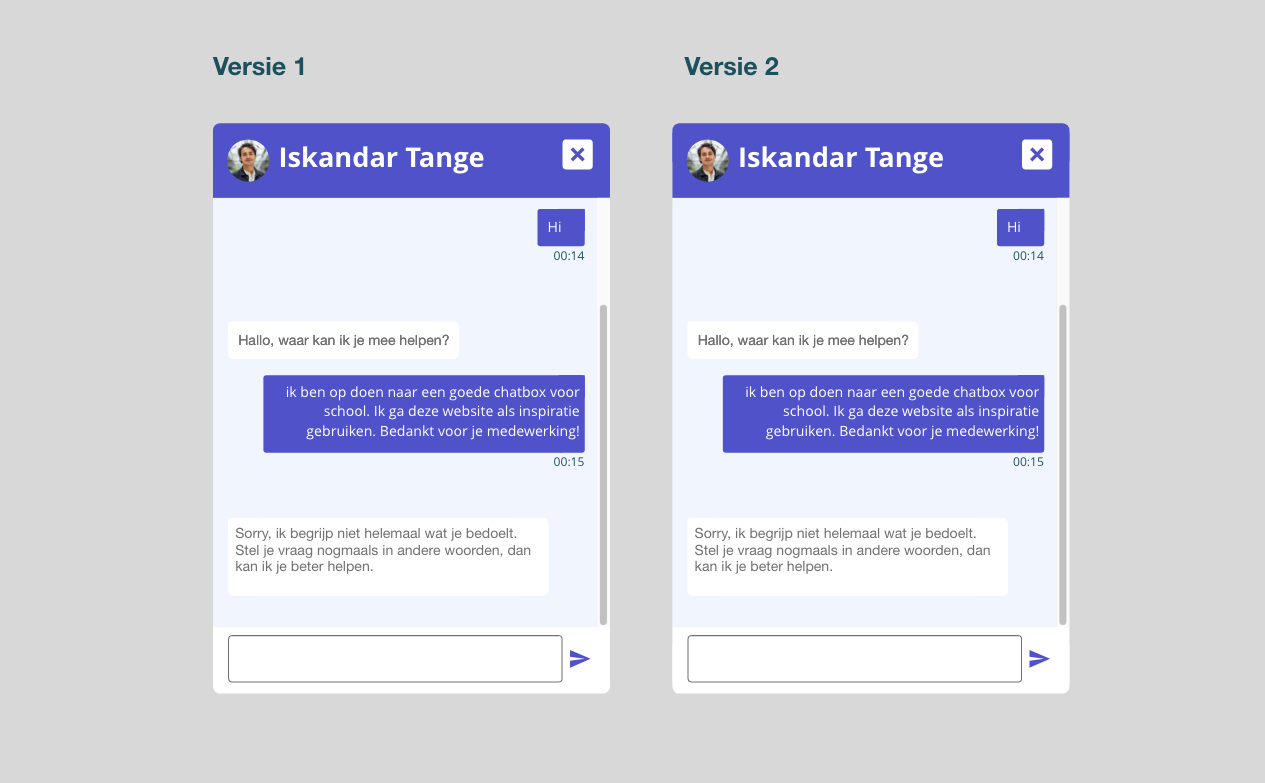 Versie 1
Iskandar Tange
Hi
00:14
Hallo, waar kan ik je mee helpen?
ik ben op doen naar een goede chatbox voor
school. Ik ga deze website als inspiratie
gebruiken. Bedankt voor je medewerking!
00:15
Sorry, ik begrijp niet helemaal wat je bedoelt.
Stel je vraag nogmaals in andere woorden, dan
kan ik je beter helpen.
Versie 2
Iskandar Tange
Hi
00:14
Hallo, waar kan ik je mee helpen?
ik ben op doen naar een goede chatbox voor
school. Ik ga deze website als inspiratie
gebruiken. Bedankt voor je medewerking!
00:15
Sorry, ik begrijp niet helemaal wat je bedoelt.
Stel je vraag nogmaals in andere woorden, dan
kan ik je beter helpen.